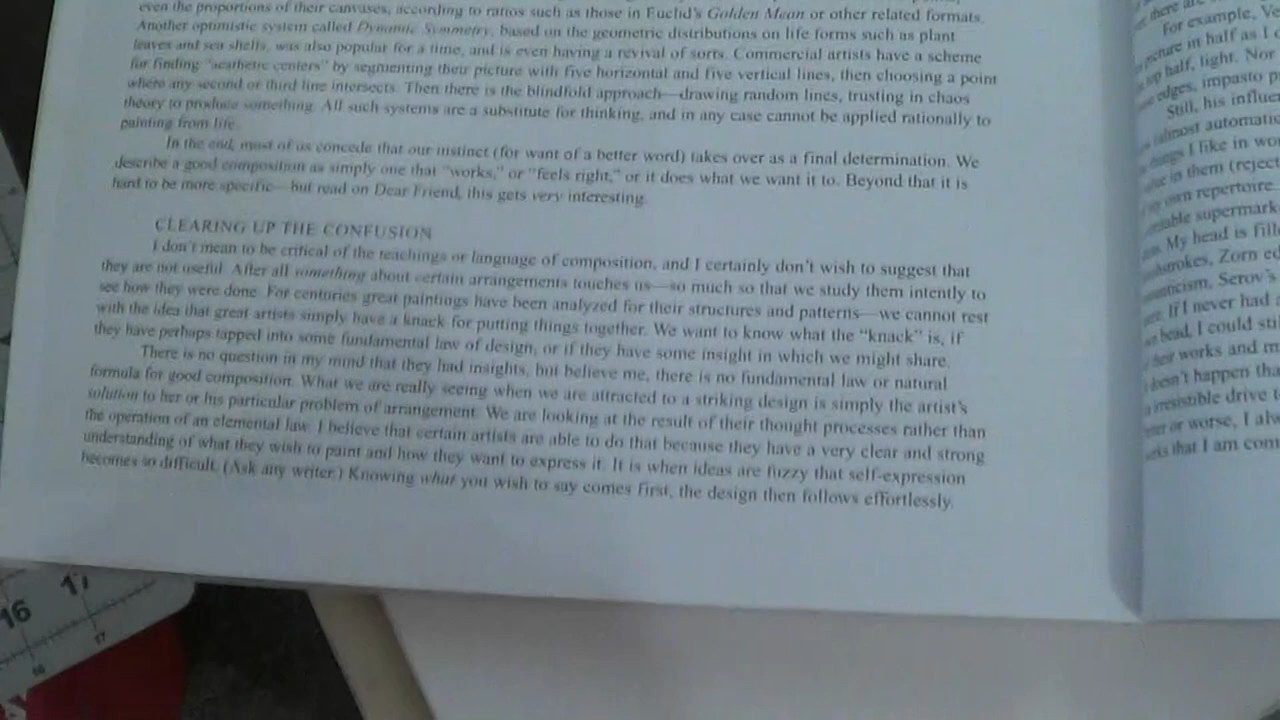 even the proportions of their canvases, according to ratios such as those in Euclid's Golden Mean or other related formats.
Another optimistic system called Dynamic Symmetry, based on the geometric distributions on life forms such as plant
leaves and sea shells, was also popular for a time, and is even having a revival of sorts. Commercial artists have a scheme
for finding "aesthetic centers" by segmenting their picture with five horizontal and five vertical lines, then choosing a point
where any second or third line intersects. Then there is the blindfold approach—drawing random lines, trusting in chaos
theory to produce something. All such systems are a substitute for thinking, and in any case cannot be applied rationally to
painting from life.
In the end, most of us concede that our instinct (for want of a better word) takes over as a final determination. We
describe a good composition as simply one that "works," or "feels right," or it does what we want it to. Beyond that it is
hard to be more specific—but read on Dear Friend, this gets very interesting.
CLEARING UP THE CONFUSION
I don't mean to be critical of the teachings or language of composition, and I certainly don't wish to suggest that
they are not useful. After all something about certain arrangements touches us—so much so that we study them intently to
see how they were done. For centuries great paintings have been analyzed for their structures and patterns—we cannot rest
with the idea that great artists simply have a knack for putting things together. We want to know what the "knack" is, if
they have perhaps tapped into some fundamental law of design, or if they have some insight in which we might share.
There is no question in my mind that they had insights, but believe me, there is no fundamental law or natural
formula for good composition. What we are really seeing when we are attracted to a striking design is simply the artist's
solution to her or his particular problem of arrangement. We are looking at the result of their thought processes rather than
the operation of an elemental law. I believe that certain artists are able to do that because they have a very clear and strong
understanding of what they wish to paint and how they want to express it. It is when ideas are fuzzy that self-expression
becomes so difficult. (Ask any writer.) Knowing what you wish to say comes first, the design then follows effortlessly.
there are
For example, Ve
picture in half as I
half, light. Nor
edges, impasto p
Still, his influe
almost automatic
things I like in wo
in them (reject
own repertoire.
supermark
My head is fill
Zorn ed
Serov's
If I never had
head, I could sti
works and m
doesn't happen tha
irresistible drive t
or worse, I alw
that I am con
16 17
16 17